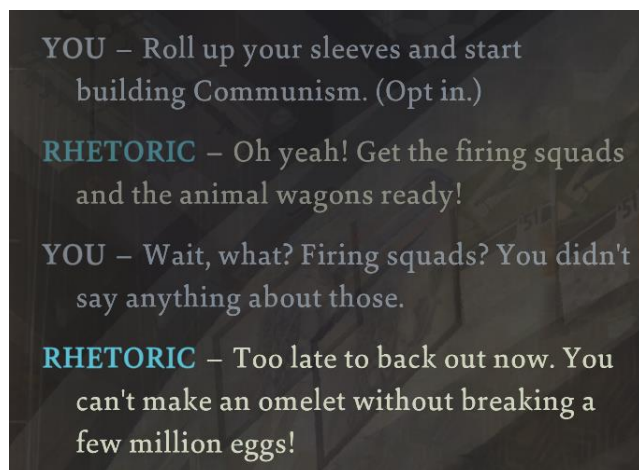 YOU – Roll up your sleeves and start
building Communism. (Opt in.)
RHETORIC – Oh yeah! Get the firing squads
and the animal wagons ready!
YOU – Wait, what? Firing squads? You didn't
say anything about those.
RHETORIC – Too late to back out now. You
can't make an omelet without breaking a
few million eggs!